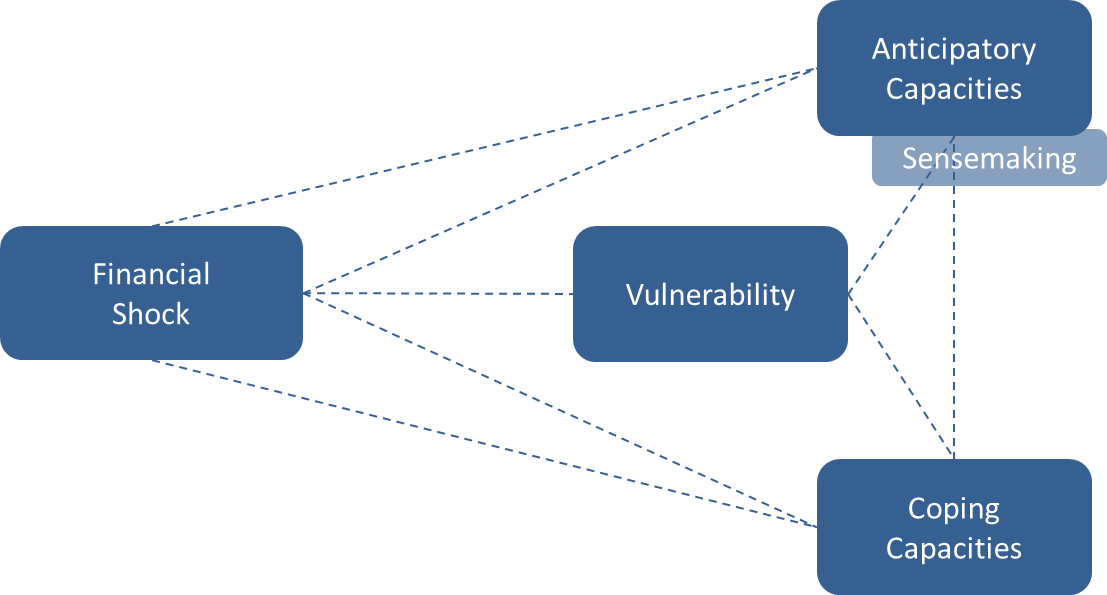 Anticipatory
Capacities
Sensemaking
Financial
Shock
Vulnerability
Coping
Capacities